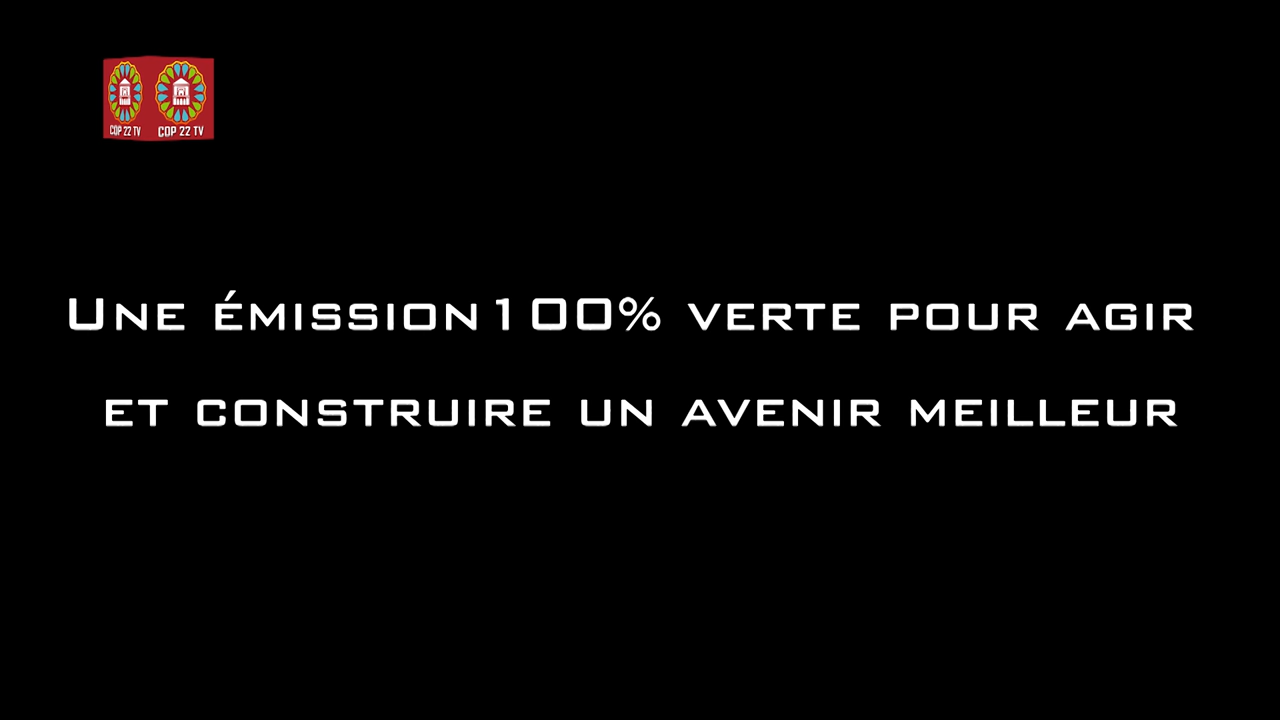 COP 22 TV COP 22 TV
Une émission100% verte pour agir
et construire un avenir meilleur